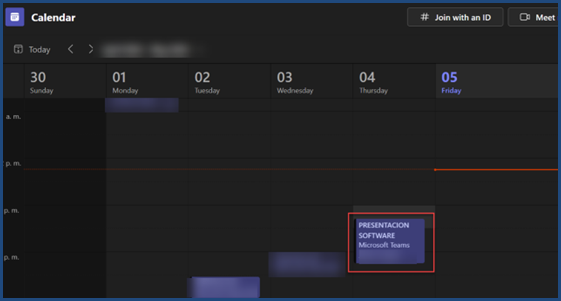 Calendar
# Join with an ID
Meet
Today
30
Sunday
01
Monday
02
Tuesday
03
Wednesday
04
Thursday
05
Friday
a. m.
p. m.
p. m.
p. m.
PRESENTACION
SOFTWARE
Microsoft Teams